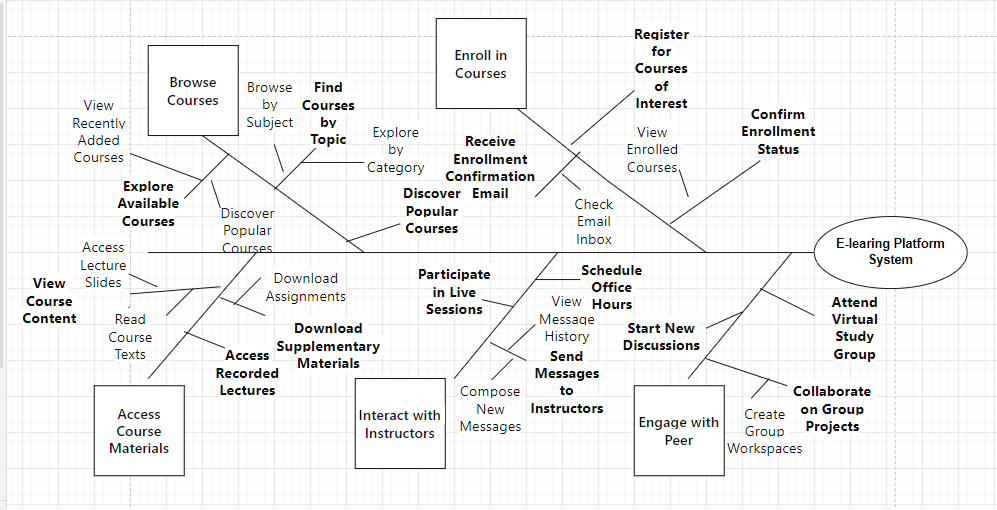 Browse
Courses
Enroll in
Courses
Register
for
Courses
of
Interest
View
Recently
Added
Courses
Browse
by
Subject
Find
Courses
by
Topic
Explore
by
Category
Receive
Enrollment
Confirmation
Email
View
Enrolled
Courses
Confirm
Enrollment
Status
Explore
Available
Courses
Discover
Popular
Courses
Discover
Popular
Courses
Check
Email
Inbox
E-learing Platform
System
Access
Lecture
Slides
View
Course
Content
Read
Course
Texts
Download
Assignments
Download
Supplementary
Materials
Access
Recorded
Lectures
Participate
in Live
Sessions
Schedule
Office
Hours
View
Message
History
Send
Messages
to
Instructors
Compose
New
Messages
Start New
Discussions
Attend
Virtual
Study
Group
Collaborate
on Group
Projects
Create
Group
Workspaces
Access
Course
Materials
Interact with
Instructors
Engage with
Peer